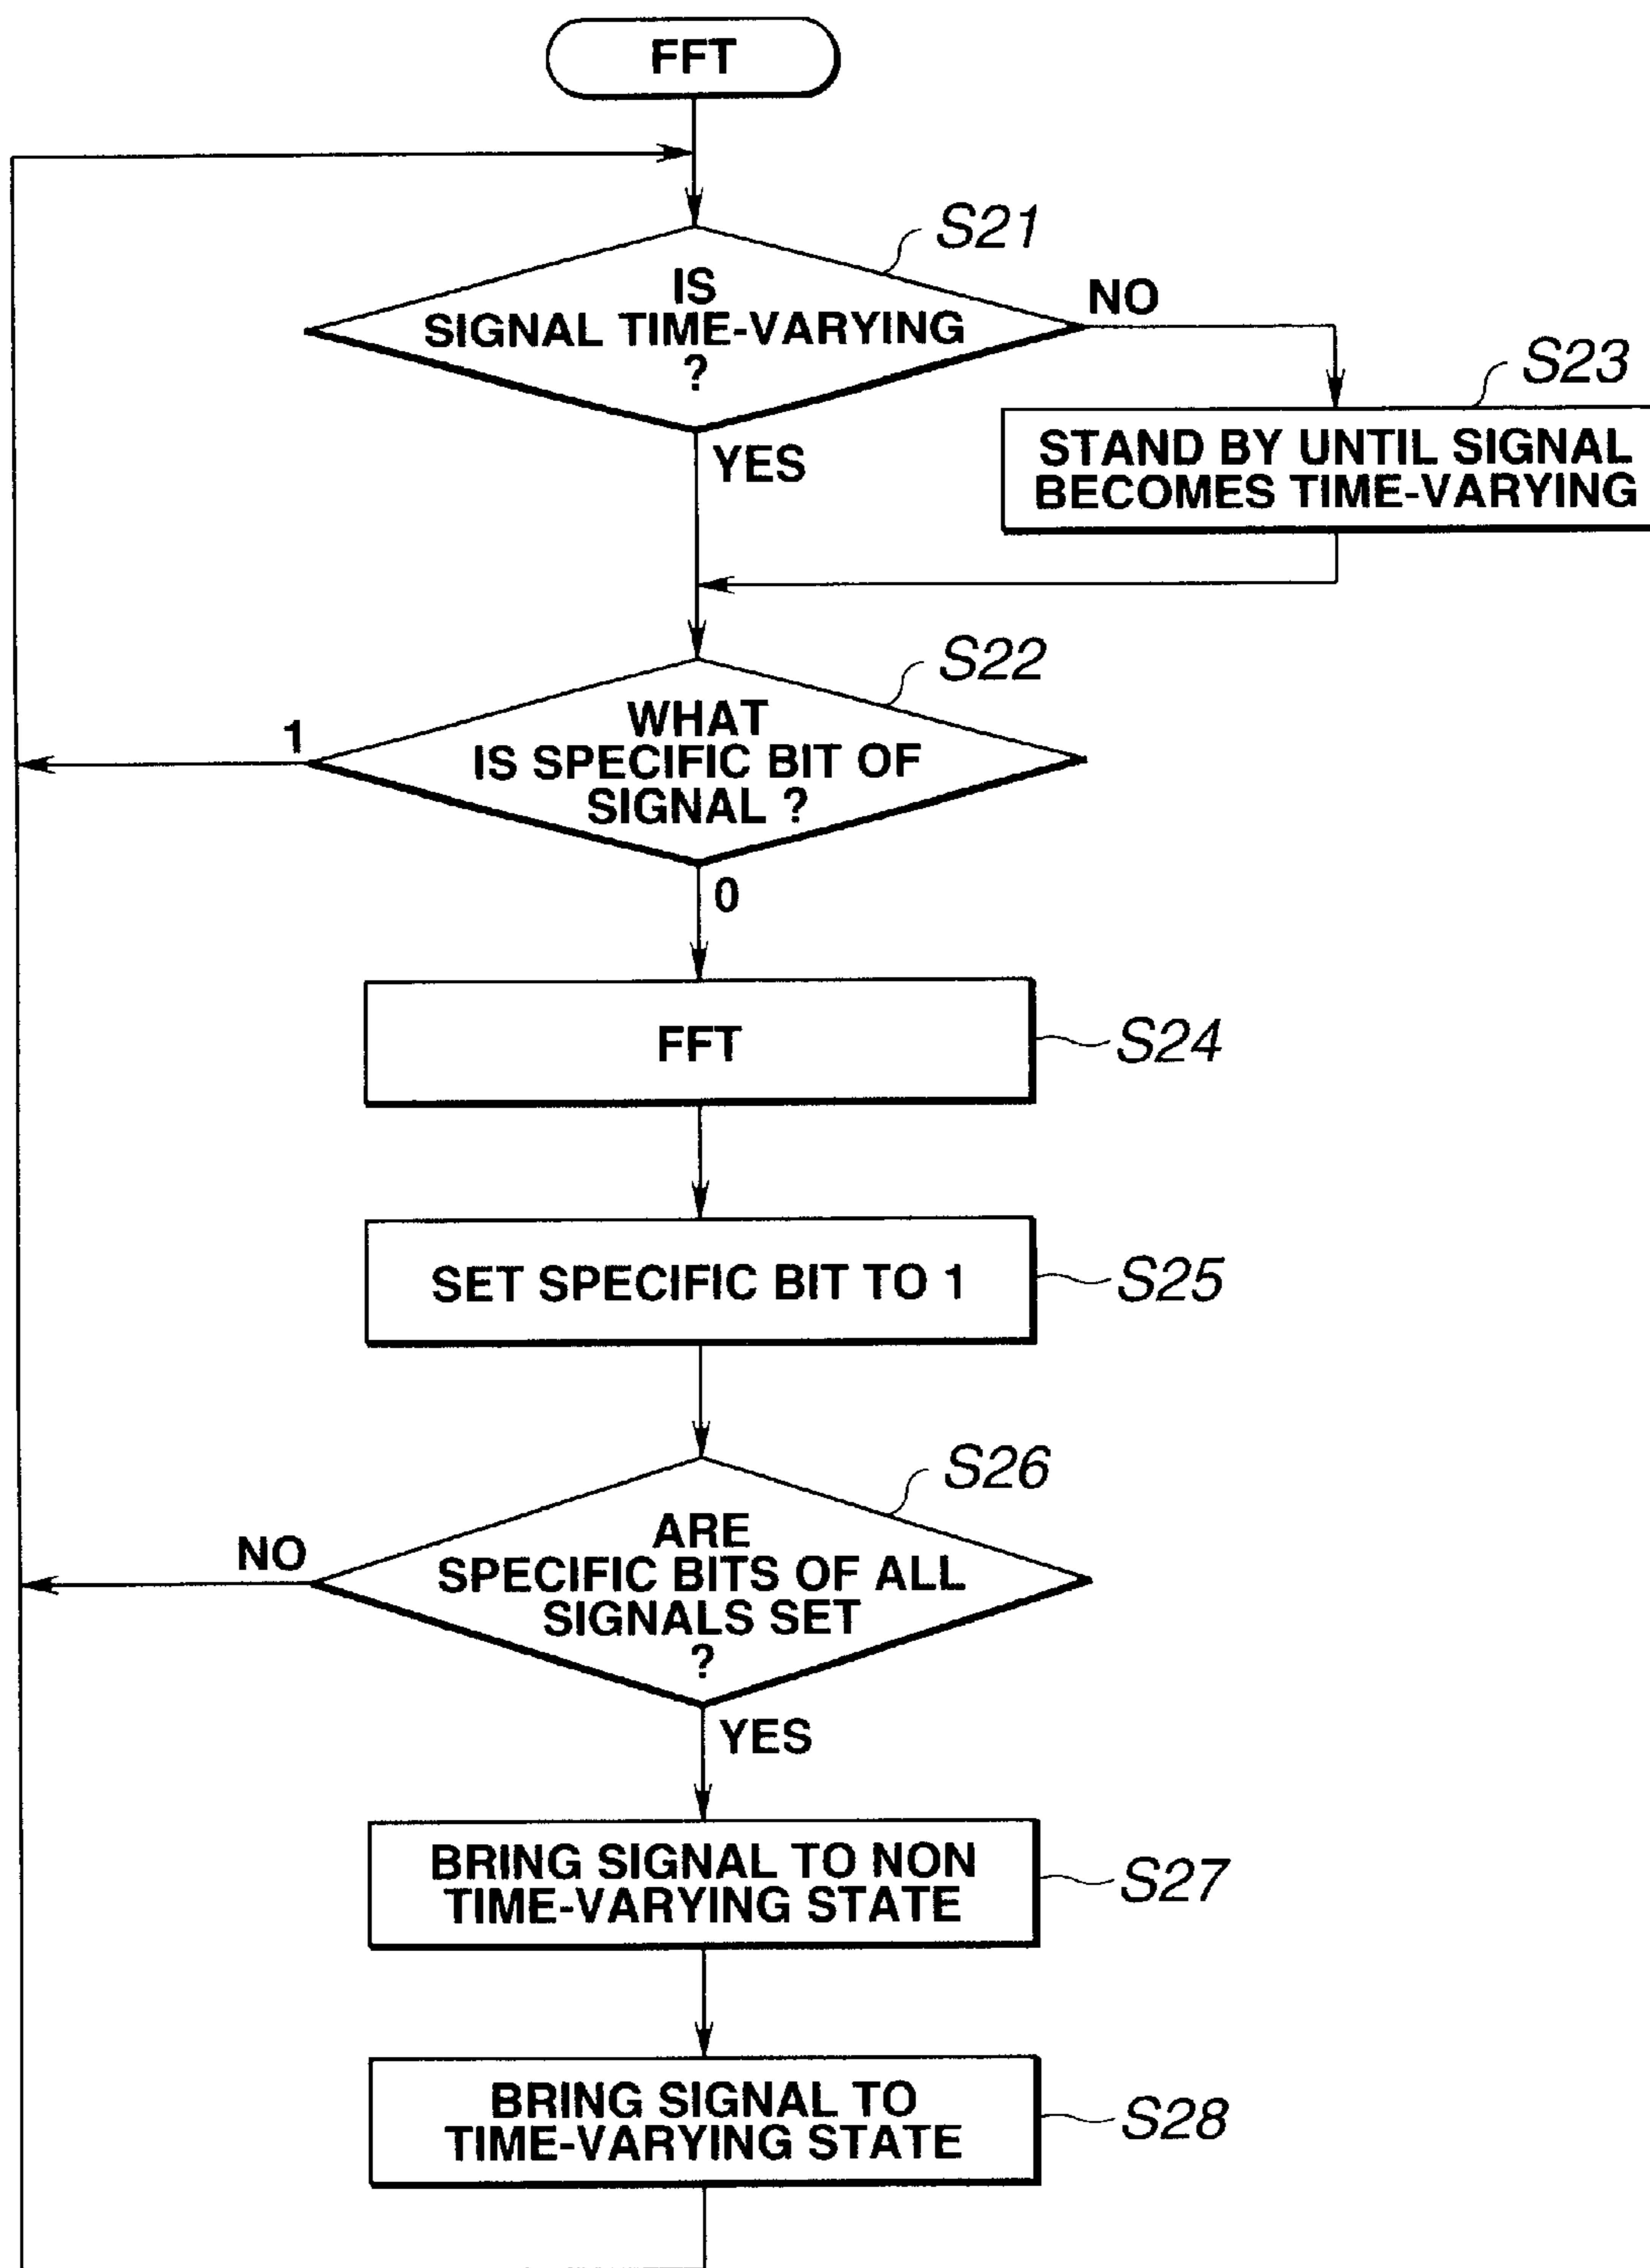 FFT
S21
IS
SIGNAL TIME-VARYING
?
NO
S23
STAND BY UNTIL SIGNAL
BECOMES TIME-VARYING
YES
S22
WHAT
IS SPECIFIC BIT OF
SIGNAL ?
1
0
FFT
S24
SET SPECIFIC BIT TO 1
S25
S26
ARE
SPECIFIC BITS OF ALL
SIGNALS SET
?
NO
YES
BRING SIGNAL TO NON
TIME-VARYING STATE
S27
BRING SIGNAL TO
TIME-VARYING STATE
S28